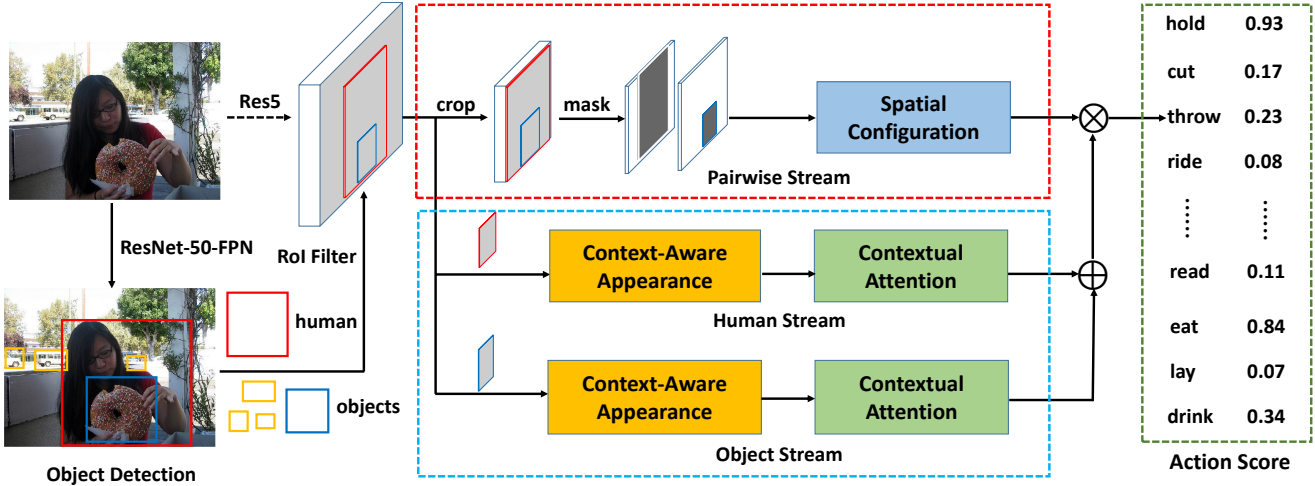 Res5
ResNet-50-FPN
RoI Filter
human
objects
Object Detection
crop
mask
Spatial
Configuration
Pairwise Stream
Context-Aware
Appearance
Contextual
Attention
Human Stream
Context-Aware
Appearance
Contextual
Attention
Object Stream
hold 0.93
cut 0.17
throw 0.23
ride 0.08
...... ......
read 0.11
eat 0.84
lay 0.07
drink 0.34
Action Score